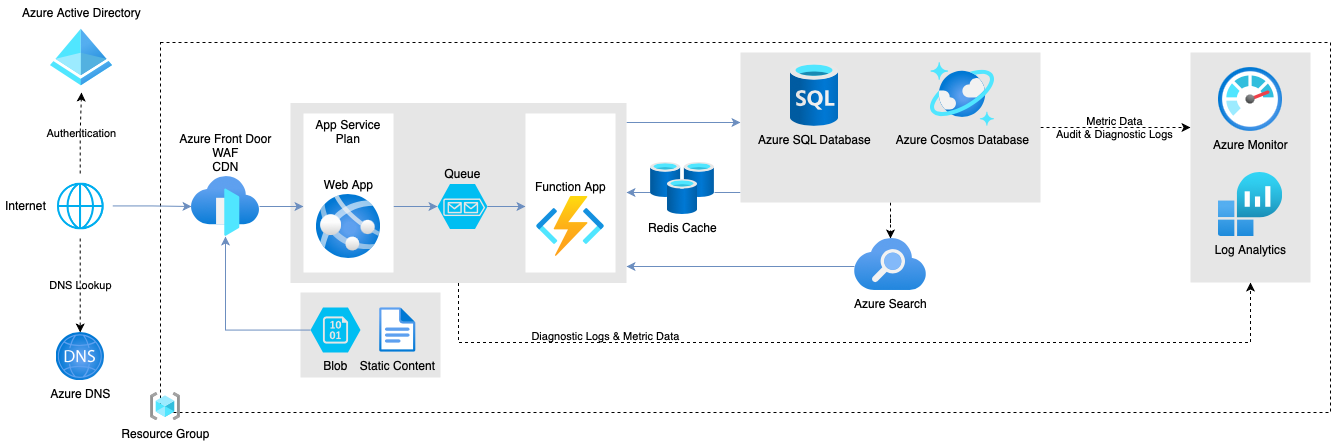 Azure Active Directory
Authentication
Internet
DNS Lookup
DNS
Azure DNS
Resource Group
Azure Front Door
WAF
CDN
App Service
Plan
Web App
Queue
Function App
10
01
Blob
Static Content
Redis Cache
SQL
Azure SQL Database
Azure Cosmos Database
Azure Search
Metric Data
Audit & Diagnostic Logs
Diagnostic Logs & Metric Data
Azure Monitor
Log Analytics